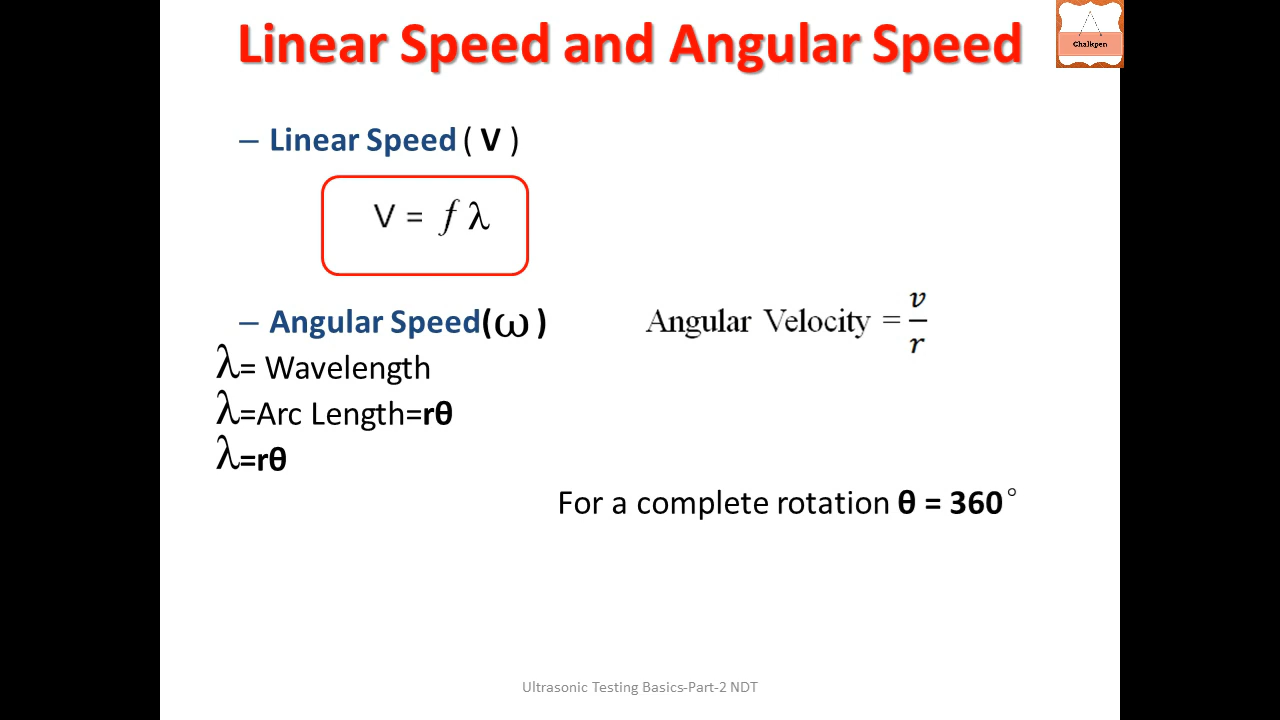 Linear Speed and Angular Speed
Chalkpen
– Linear Speed ( V )
V = f λ
– Angular Speed(ω )
Angular Velocity = v/r
λ= Wavelength
λ=Arc Length=rθ
λ=rθ
For a complete rotation θ = 360°
Ultrasonic Testing Basics-Part-2 NDT